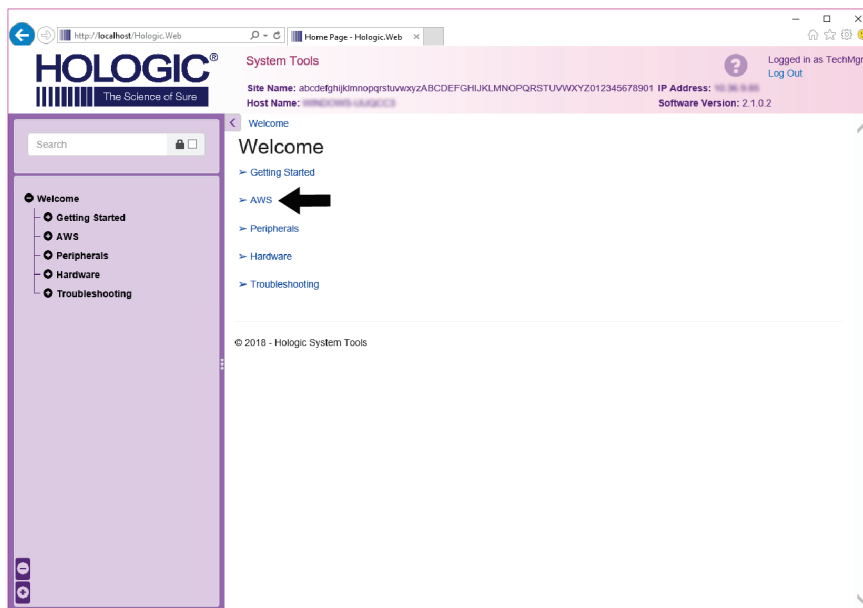 http://localhost/Hologic.Web
Home Page - Hologic.Web
HOLOGIC®
The Science of Sure
System Tools
Logged in as TechMgr
Log Out
Site Name: abcdefghijklmnopqrstuvwxyzABCDEFGHIJKLMNOPQRSTUVWXYZ012345678901 IP Address:
Host Name:
Software Version: 2.1.0.2
Search
Welcome
Getting Started
AWS
Peripherals
Hardware
Troubleshooting
Welcome
Welcome
➢ Getting Started
➢ AWS
➢ Peripherals
➢ Hardware
➢ Troubleshooting
© 2018 - Hologic System Tools